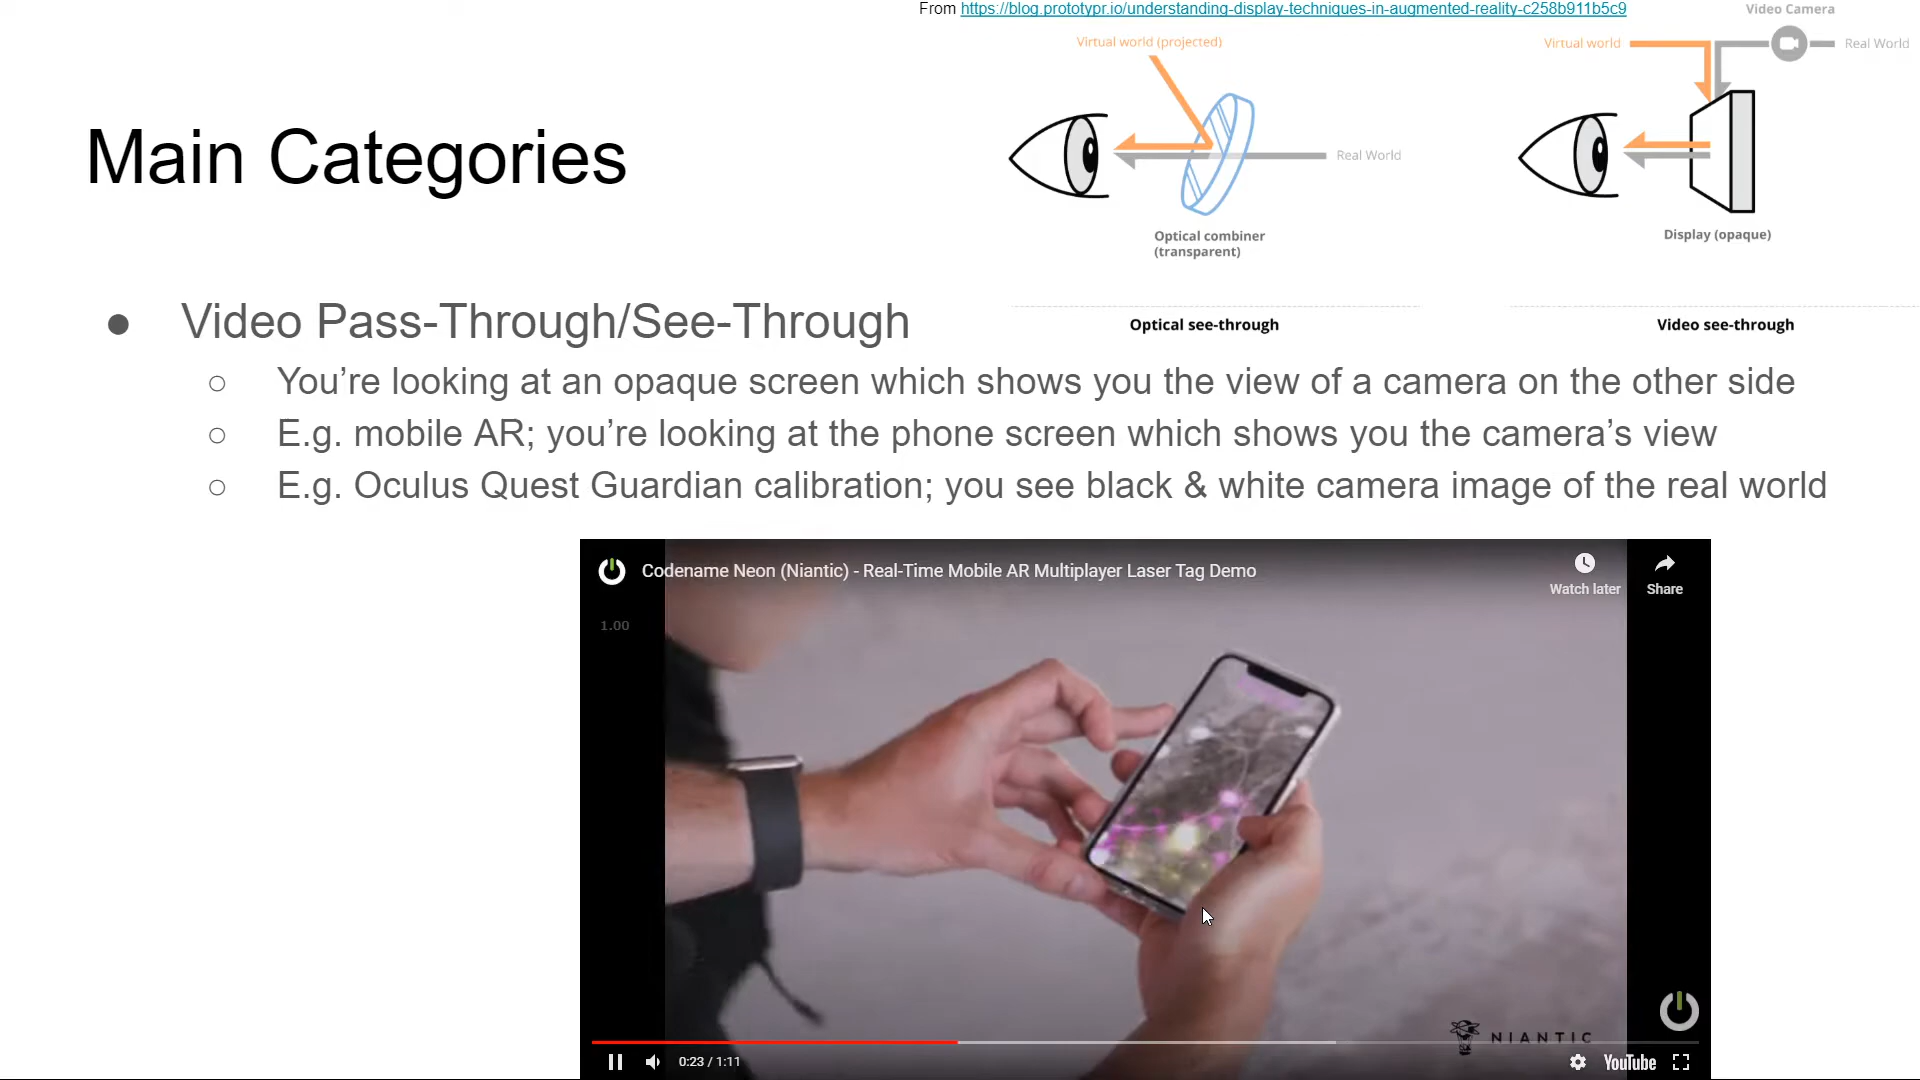 From https://blog.prototypr.io/understanding-display-techniques-in-augmented-reality-c258b911b5c9
Video Camera
Virtual world (projected)
Virtual world
Real World
Main Categories
Real World
Optical combiner
(transparent)
Display (opaque)
● Video Pass-Through/See-Through
Optical see-through
Video see-through
○ You’re looking at an opaque screen which shows you the view of a camera on the other side
○ E.g. mobile AR; you’re looking at the phone screen which shows you the camera’s view
○ E.g. Oculus Quest Guardian calibration; you see black & white camera image of the real world
Codename Neon (Niantic) - Real-Time Mobile AR Multiplayer Laser Tag Demo
Watch later
Share
1.00
NIANTIC
0:23 / 1:11
YouTube